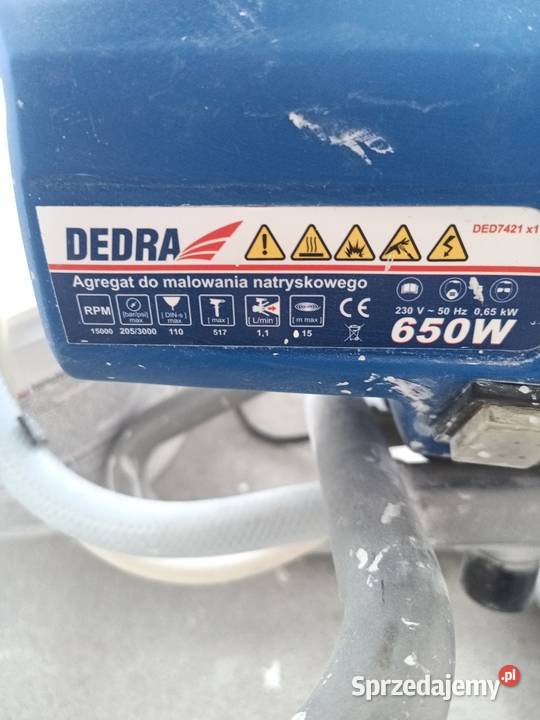 DEDRA
DED7421 x1
Agregat do malowania natryskowego
RPM
[bar/psi] max
[DIN-s] max
[ max ]
[ L/min ]
[ m max ]
CE
230 V ~ 50 Hz 0,65 kW
15000 205/3000 110 517 1,1 15
650W
Sprzedajemy.pl